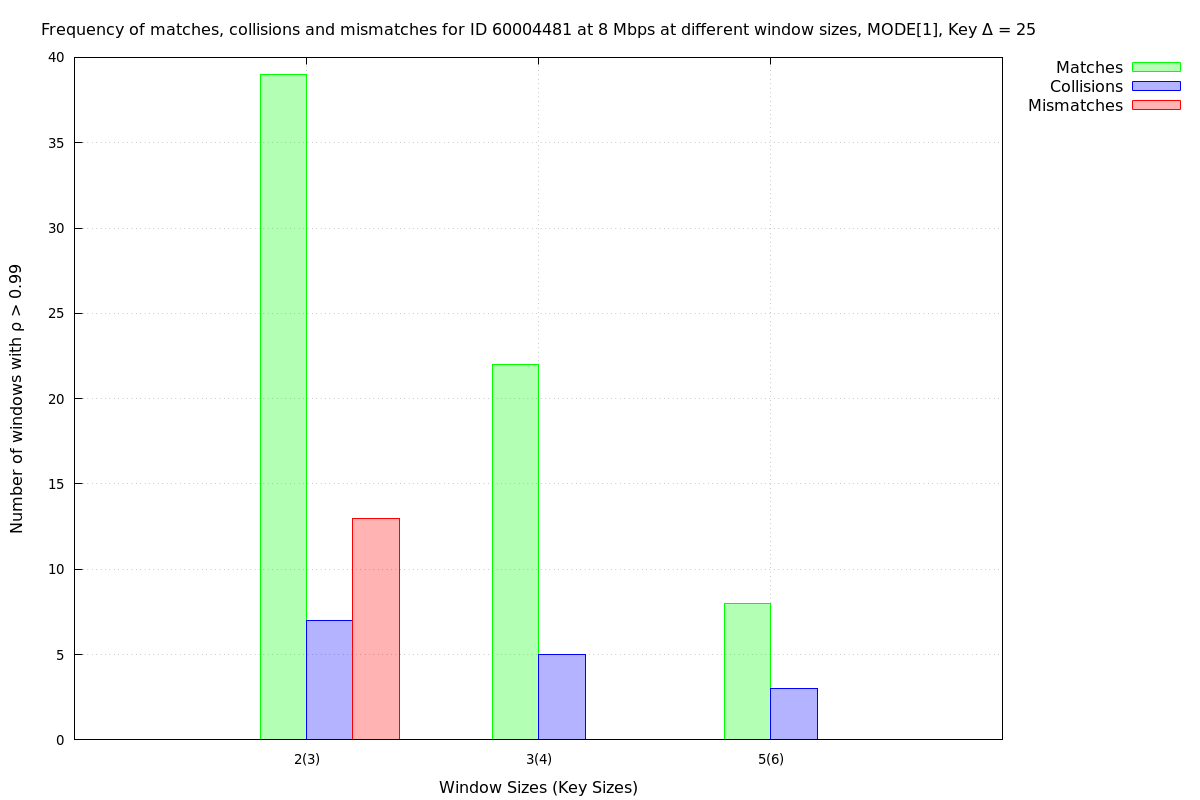 Frequency of matches, collisions and mismatches for ID 60004481 at 8 Mbps at different window sizes, MODE[1], Key Δ = 25
Matches
Collisions
Mismatches
Number of windows with ρ > 0.99
40
35
30
25
20
15
10
5
0
2(3)
3(4)
5(6)
Window Sizes (Key Sizes)